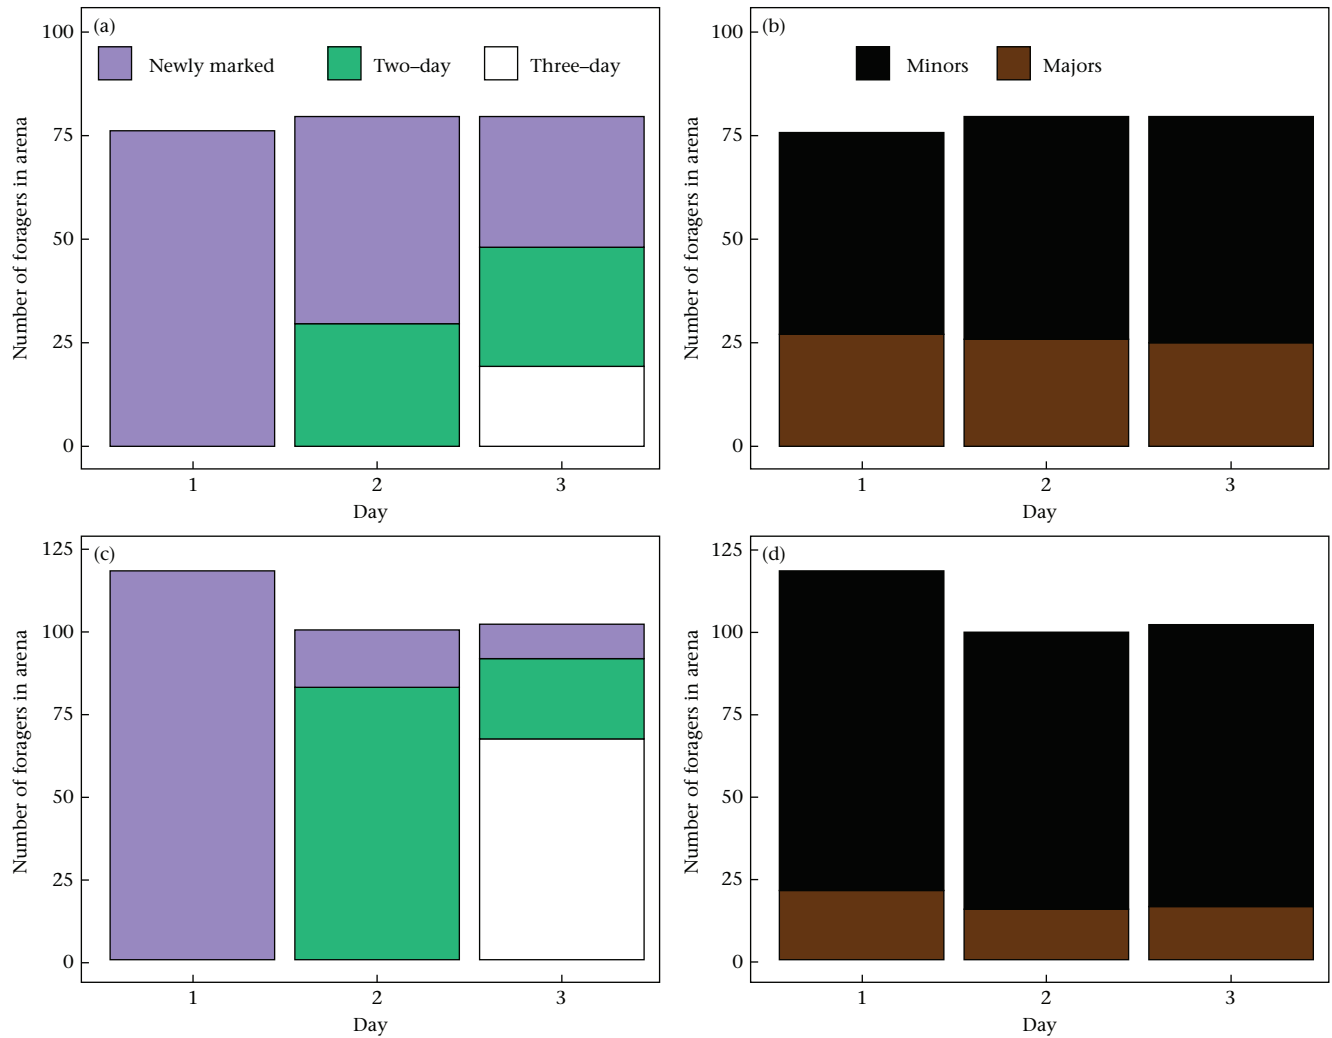 (a)
Newly marked
Two–day
Three–day
100
75
50
25
0
Number of foragers in arena
1 2 3
Day
(b)
Minors
Majors
100
75
50
25
0
Number of foragers in arena
1 2 3
Day
(c)
125
100
75
50
25
0
Number of foragers in arena
1 2 3
Day
(d)
125
100
75
50
25
0
Number of foragers in arena
1 2 3
Day